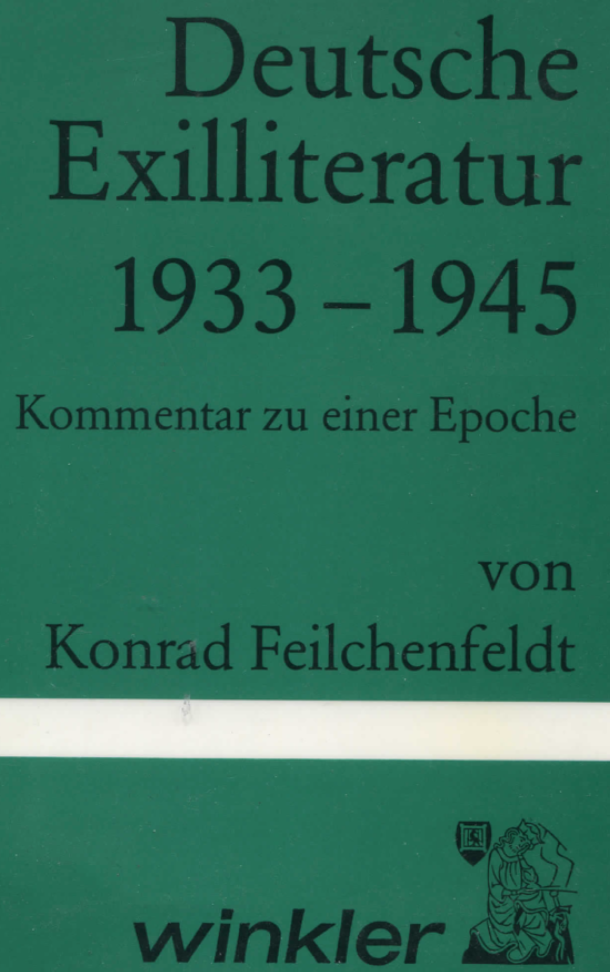 Deutsche
Exilliteratur
1933 – 1945
Kommentar zu einer Epoche
von
Konrad Feilchenfeldt
winkler